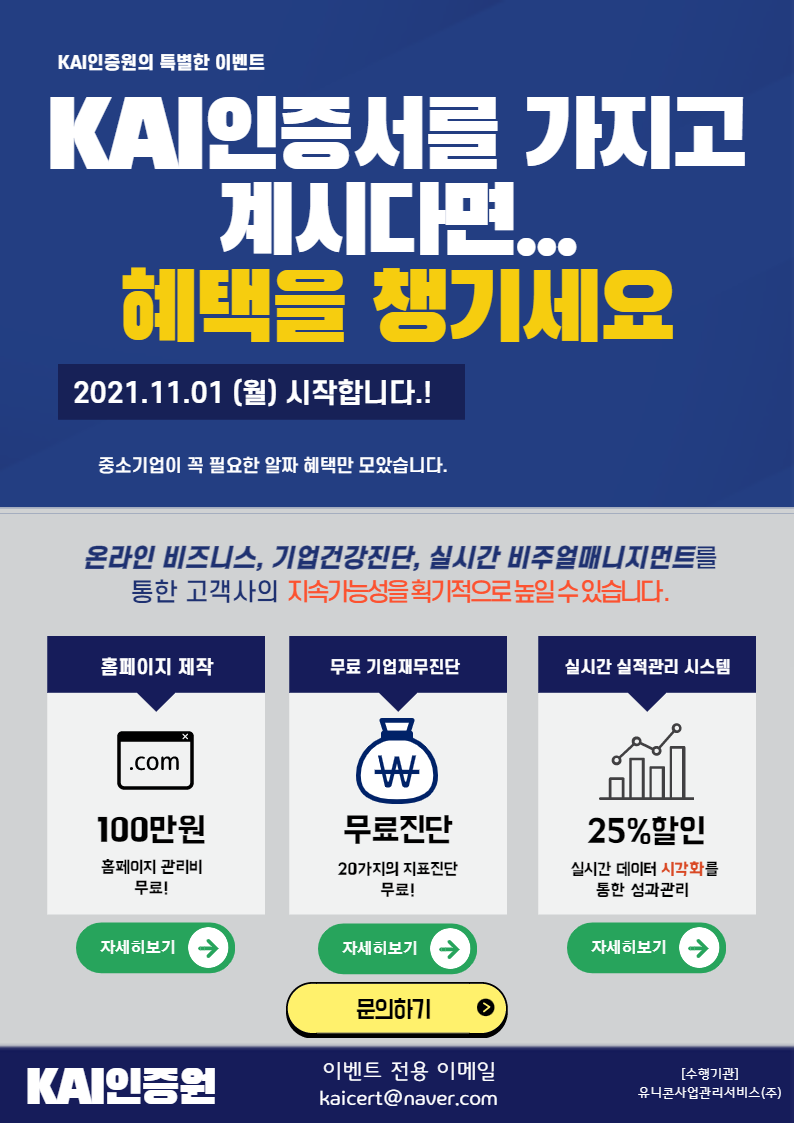 KAI인증원의 특별한 이벤트
KAI인증서를 가지고
계시다면...
혜택을 챙기세요
2021.11.01 (월) 시작합니다.!
중소기업이 꼭 필요한 알짜 혜택만 모았습니다.
온라인 비즈니스, 기업건강진단, 실시간 비주얼매니지먼트를
통한 고객사의 지속가능성을 획기적으로 높일 수 있습니다.
홈페이지 제작
.com
100만원
홈페이지 관리비
무료!
자세히보기
무료 기업재무진단
₩
무료진단
20가지의 지표진단
무료!
자세히보기
실시간 실적관리 시스템
25%할인
실시간 데이터 시각화를
통한 성과관리
자세히보기
문의하기
KAI인증원
이벤트 전용 이메일
kaicert@naver.com
[수행기관]
유니콘사업관리서비스(주)